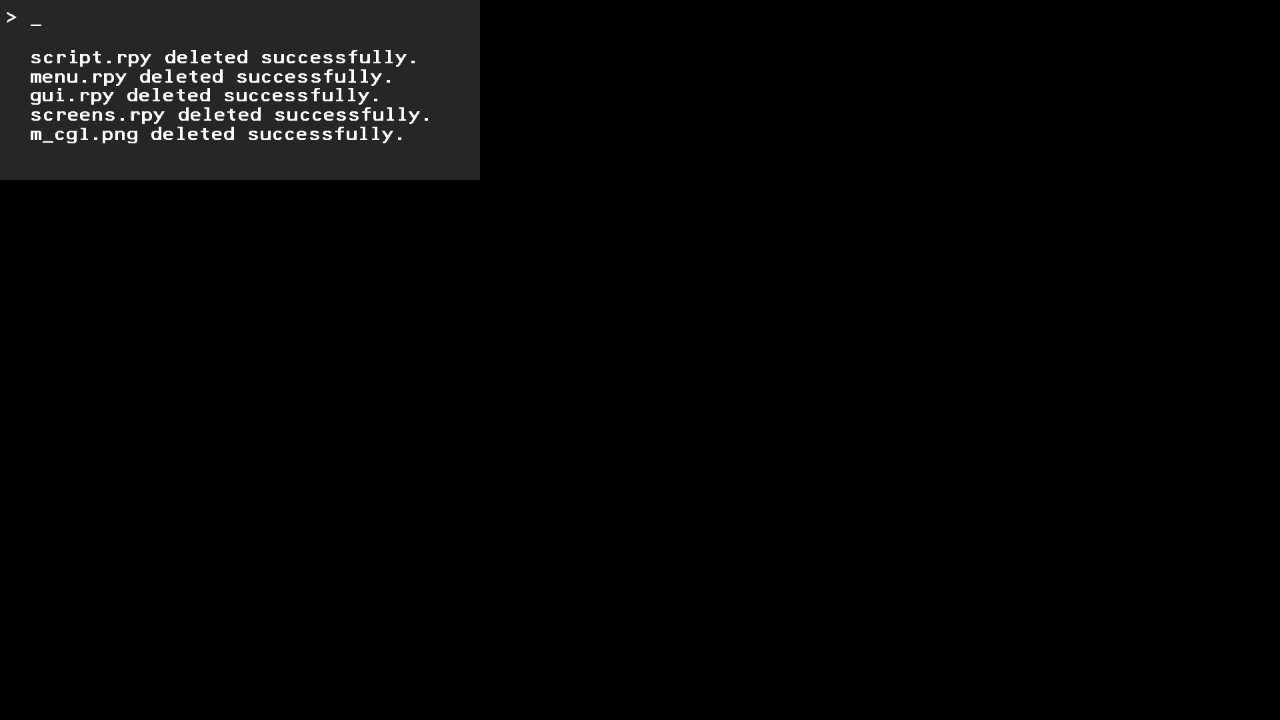 > _
script.rpy deleted successfully.
menu.rpy deleted successfully.
gui.rpy deleted successfully.
screens.rpy deleted successfully.
m_cg1.png deleted successfully.